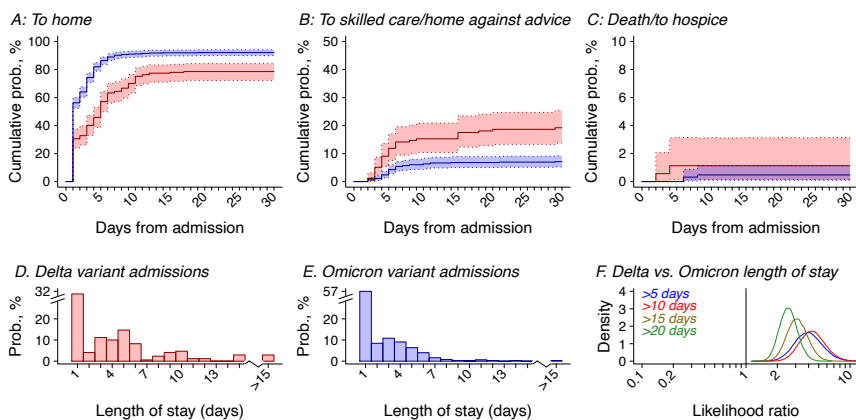 A: To home
B: To skilled care/home against advice
C: Death/to hospice
Cumulative prob., %
100
80
60
40
20
0
0 5 10 15 20 25 30
Days from admission
Cumulative prob., %
50
40
30
20
10
0
0 5 10 15 20 25 30
Days from admission
Cumulative prob., %
10
8
6
4
2
0
0 5 10 15 20 25 30
Days from admission
D. Delta variant admissions
E. Omicron variant admissions
F. Delta vs. Omicron length of stay
Prob., %
32
20
10
0
1 4 7 10 13 >15
Length of stay (days)
Prob., %
57
20
10
0
1 4 7 10 13 >15
Length of stay (days)
Density
4
2
0
>5 days
>10 days
>15 days
>20 days
0.1 0.2 1 2 10
Likelihood ratio